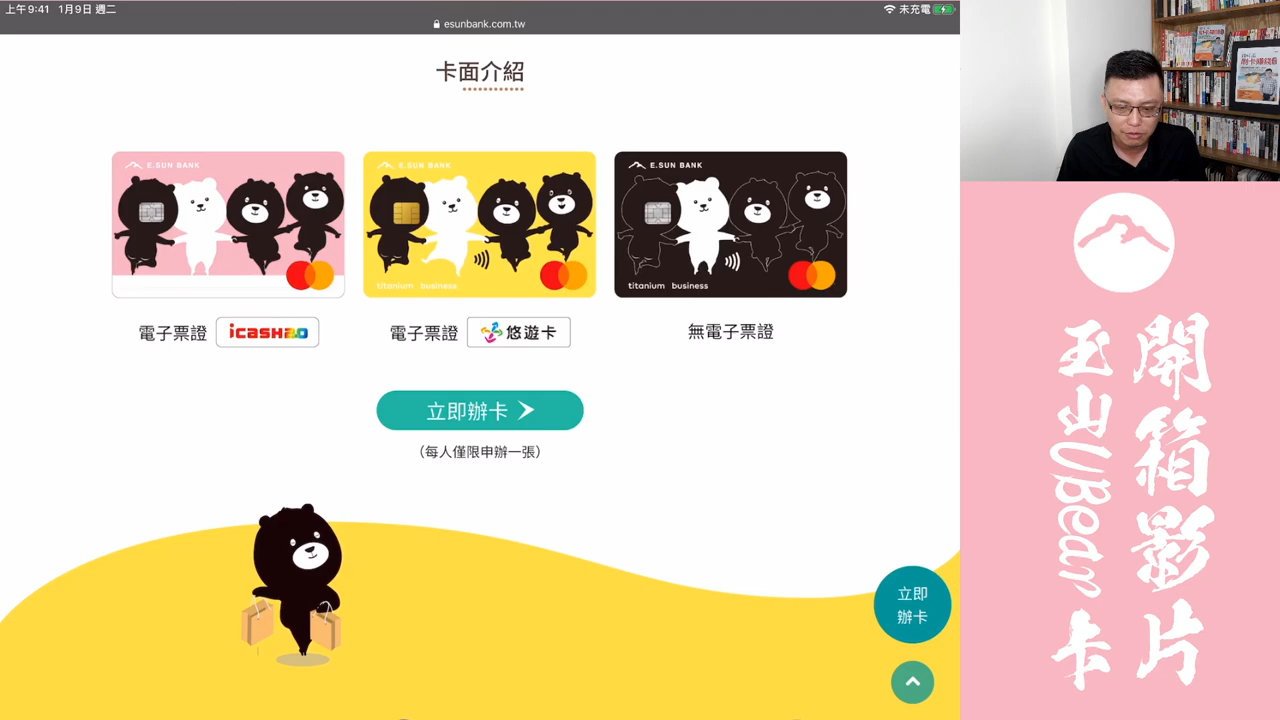 上午9:41 1月9日 週二
未充電
esunbank.com.tw
卡面介紹
E.SUN BANK
E.SUN BANK
titanium business
E.SUN BANK
titanium business
電子票證 icash2.0
電子票證 悠遊卡
無電子票證
立即辦卡
(每人僅限申辦一張)
立即
辦卡
開箱影片
玉山UBear卡